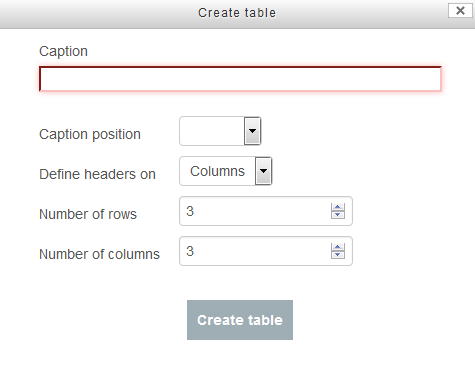 Create table
Caption
Caption position
Define headers on Columns
Number of rows 3
Number of columns 3
Create table